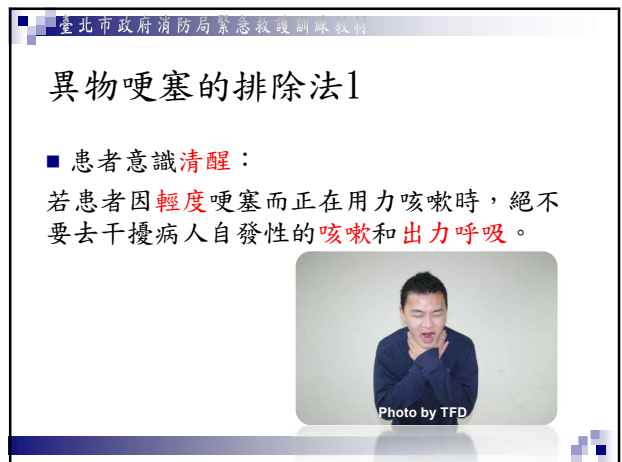 臺北市政府消防局緊急救護訓練教材
異物哽塞的排除法1
■ 患者意識清醒：
若患者因輕度哽塞而正在用力咳嗽時，絕不
要去干擾病人自發性的咳嗽和出力呼吸。
Photo by TFD